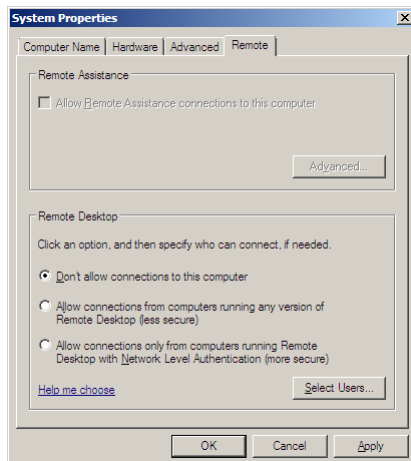 System Properties
Computer Name Hardware Advanced Remote
Remote Assistance
Allow Remote Assistance connections to this computer
Advanced...
Remote Desktop
Click an option, and then specify who can connect, if needed.
Don't allow connections to this computer
Allow connections from computers running any version of
Remote Desktop (less secure)
Allow connections only from computers running Remote
Desktop with Network Level Authentication (more secure)
Help me choose
Select Users...
OK Cancel Apply